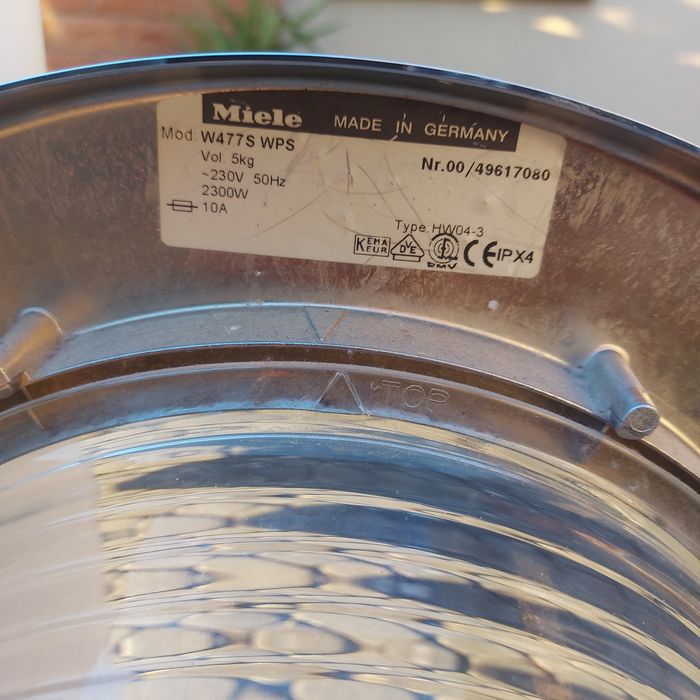 Miele MADE IN GERMANY
Mod. W477S WPS
Nr.00/49617080
Vol. 5kg
~230V 50Hz
2300W
10A
Type HW04-3
KEMA KEUR
VDE
EMV
CE IPX4
TOP